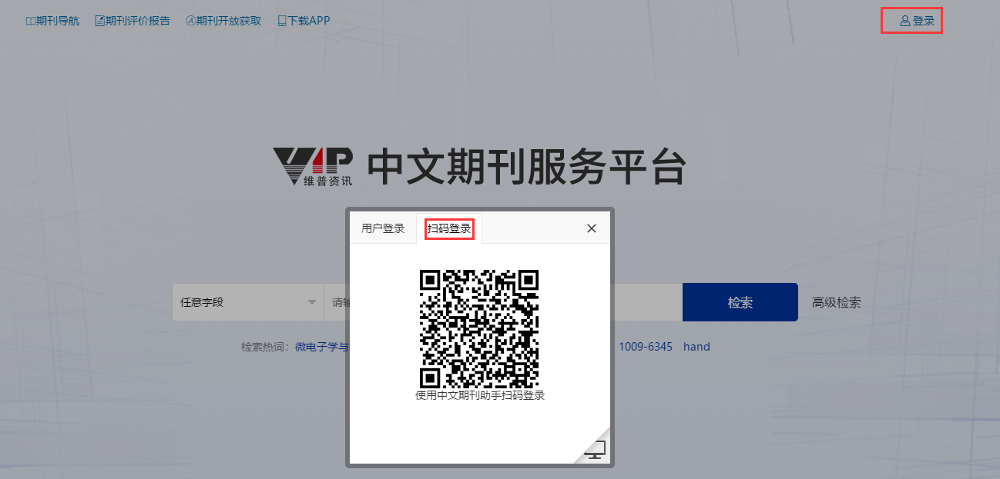 期刊导航 期刊评价报告 期刊开放获取 下载APP 登录
VIP 维普资讯 中文期刊服务平台
用户登录 扫码登录
任意字段 请输 检索 高级检索
检索热词: 微电子学与 1009-6345 hand
使用中文期刊助手扫码登录